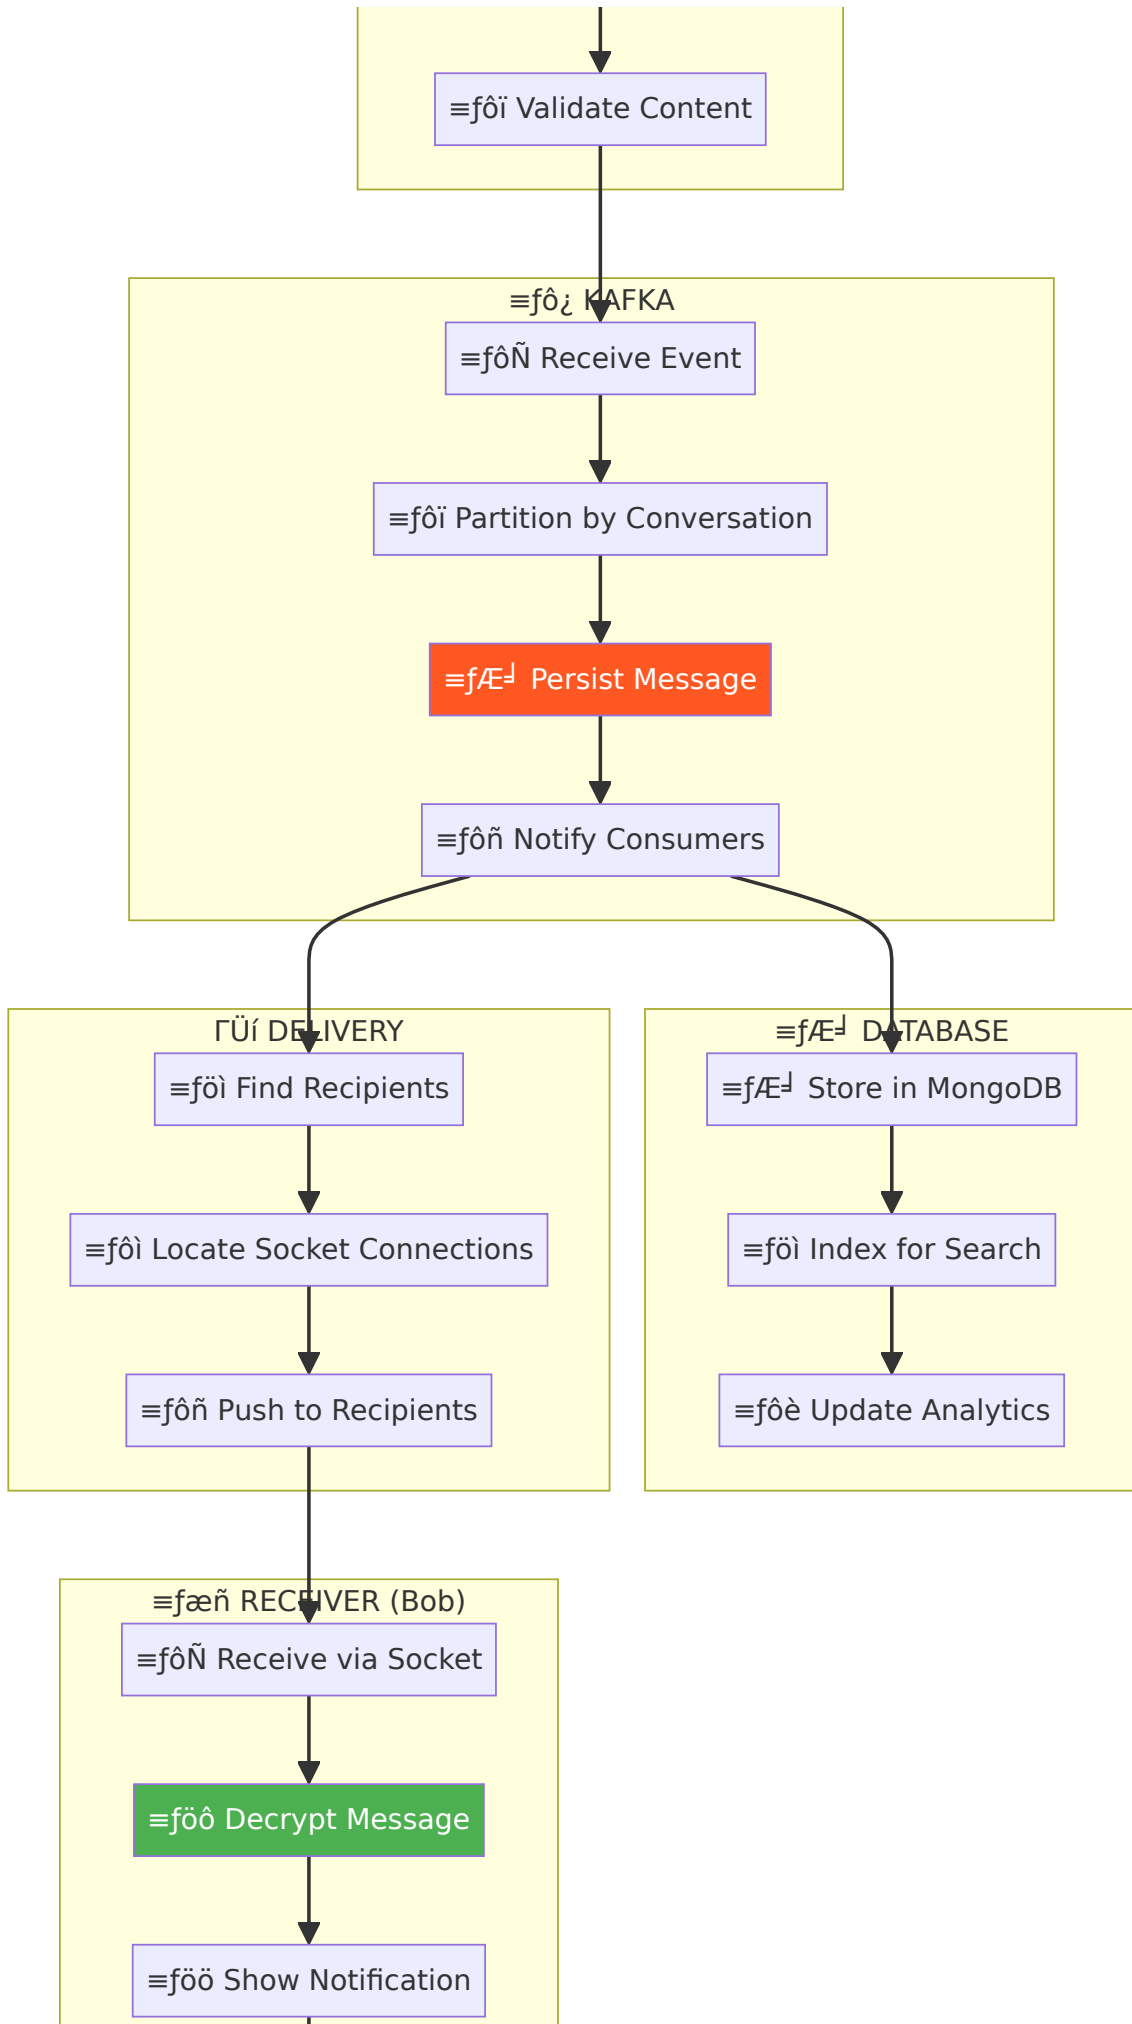 ≡ƒôï Validate Content
≡ƒô¿ KAFKA
≡ƒôÑ Receive Event
≡ƒôï Partition by Conversation
≡ƒÆ╛ Persist Message
≡ƒôñ Notify Consumers
ΓÜí DELIVERY
≡ƒöì Find Recipients
≡ƒôì Locate Socket Connections
≡ƒôñ Push to Recipients
≡ƒÆ╛ DATABASE
≡ƒÆ╛ Store in MongoDB
≡ƒöì Index for Search
≡ƒôè Update Analytics
≡ƒæñ RECEIVER (Bob)
≡ƒôÑ Receive via Socket
≡ƒöô Decrypt Message
≡ƒöö Show Notification